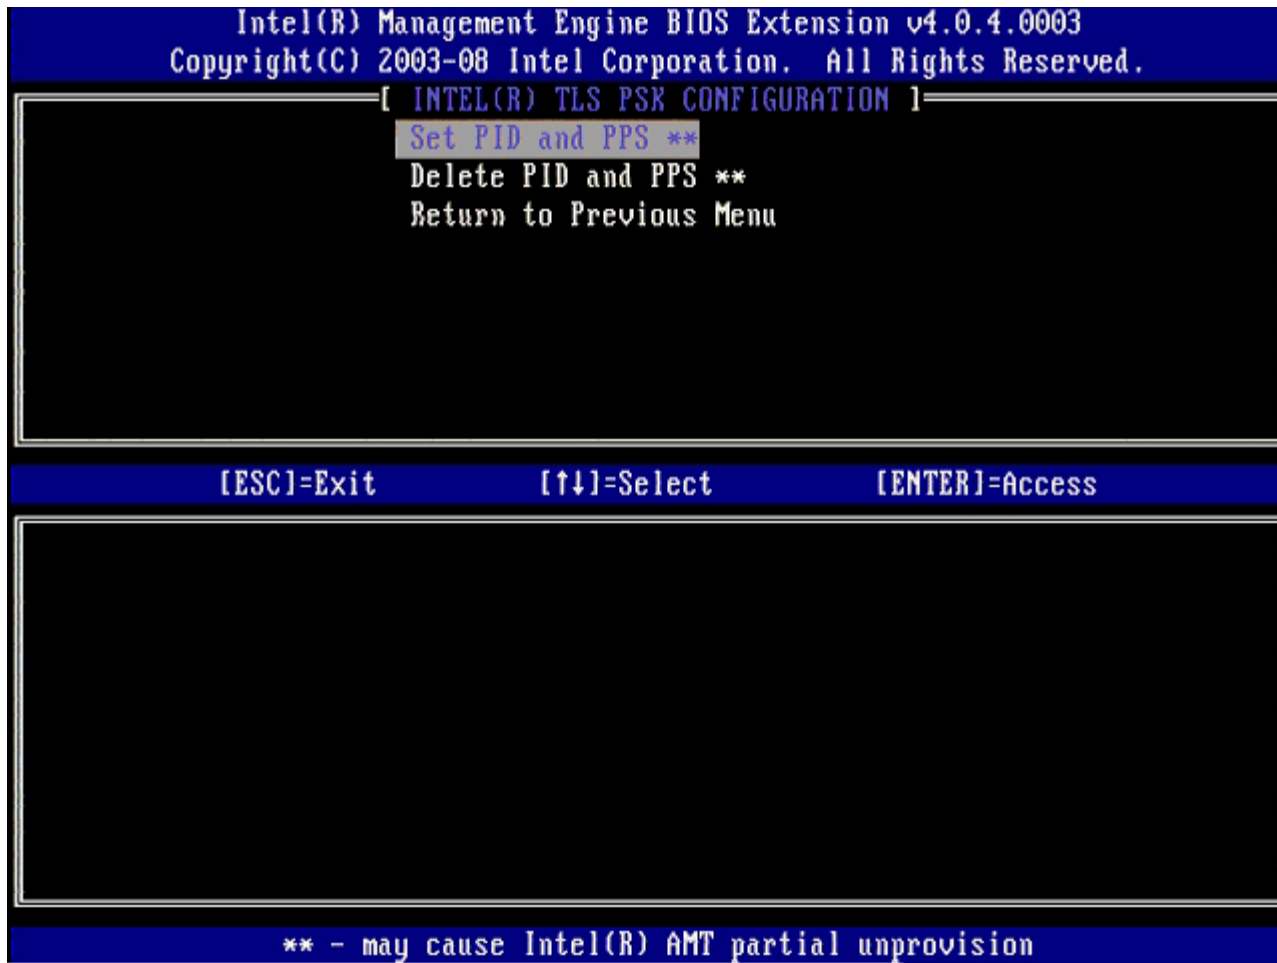 Intel(R) Management Engine BIOS Extension v4.0.4.0003
Copyright(C) 2003-08 Intel Corporation. All Rights Reserved.
[ INTEL(R) TLS PSK CONFIGURATION ]
Set PID and PPS **
Delete PID and PPS **
Return to Previous Menu
[ESC]=Exit [↑↓]=Select [ENTER]=Access
** - may cause Intel(R) AMT partial unprovision